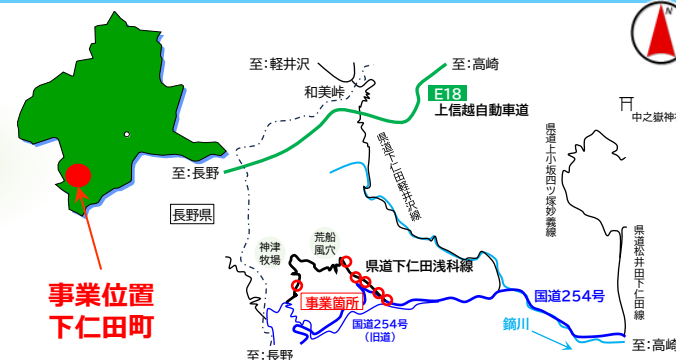 N
至：軽井沢
至：高崎
和美峠
E18
上信越自動車道
中之嶽神社
県道下仁田軽井沢線
県道上小坂四ツ塚妙義線
至：長野
長野県
県道松井田下仁田線
神津
牧場
荒船
風穴
県道下仁田浅科線
事業位置
下仁田町
事業箇所
国道254号
国道254号
(旧道)
鏑川
至：長野
至：高崎